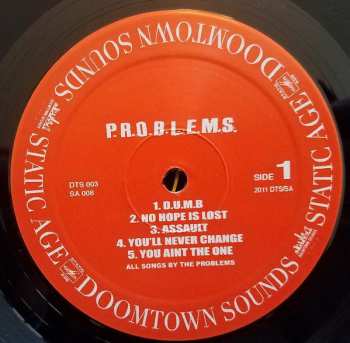 DOOMTOWN SOUNDS
STATIC AGE
DOOMTOWN SOUNDS
STATIC AGE
P.R.O.B.L.E.M.S.
DTS 003
SA 008
SIDE 1
2011 DTS/SA
1. D.U.M.B
2. NO HOPE IS LOST
3. ASSAULT
4. YOU'LL NEVER CHANGE
5. YOU AINT THE ONE
ALL SONGS BY THE PROBLEMS